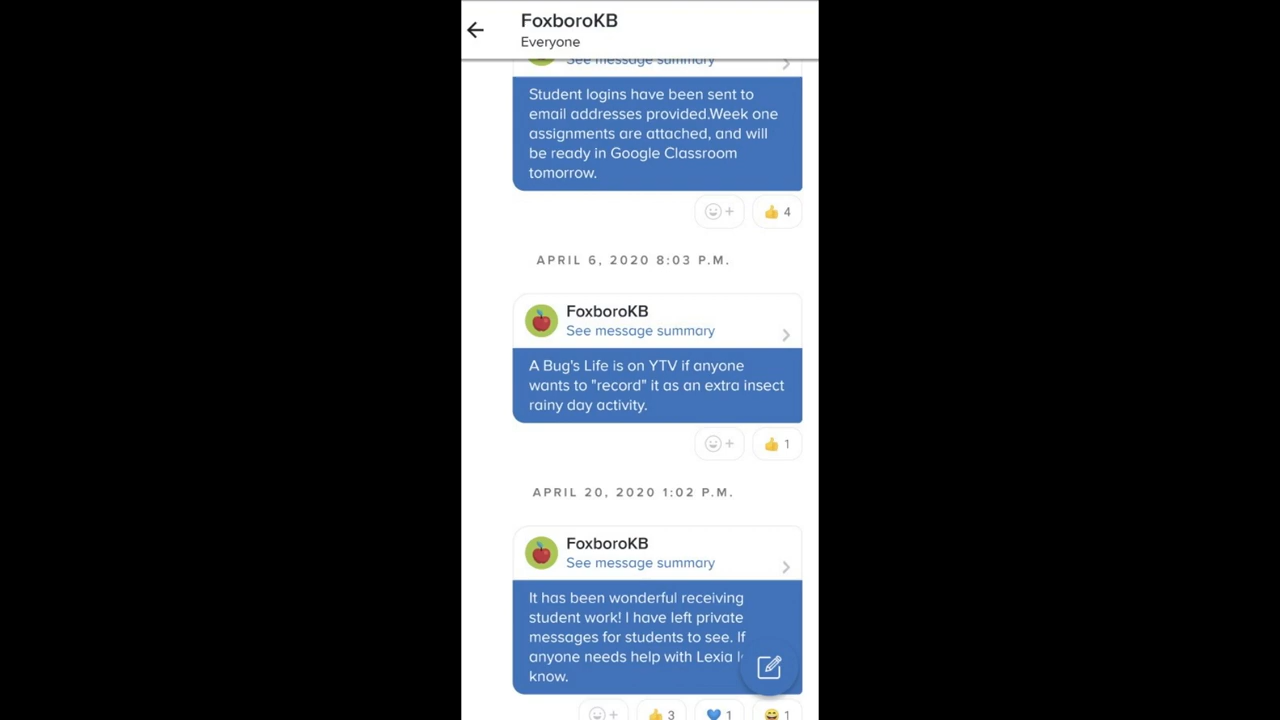 FoxboroKB
Everyone
See message summary
Student logins have been sent to
email addresses provided.Week one
assignments are attached, and will
be ready in Google Classroom
tomorrow.
4
APRIL 6, 2020 8:03 P.M.
FoxboroKB
See message summary
A Bug's Life is on YTV if anyone
wants to "record" it as an extra insect
rainy day activity.
1
APRIL 20, 2020 1:02 P.M.
FoxboroKB
See message summary
It has been wonderful receiving
student work! I have left private
messages for students to see. If
anyone needs help with Lexia
know.
3 1 1